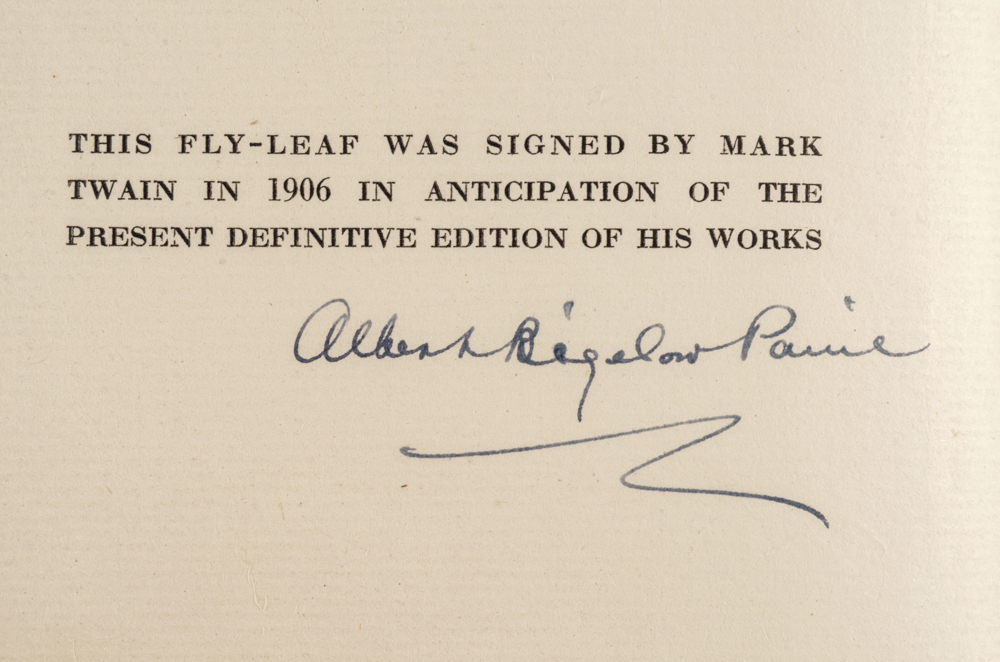 THIS FLY-LEAF WAS SIGNED BY MARK
TWAIN IN 1906 IN ANTICIPATION OF THE
PRESENT DEFINITIVE EDITION OF HIS WORKS
Albert Bigelow Paine